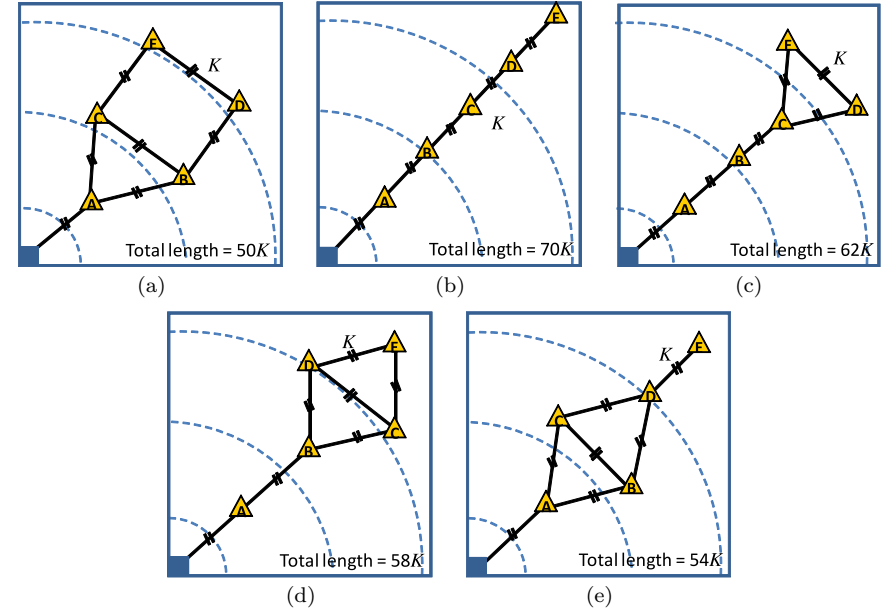 E
K
D
C
B
A
Total length = 50K
(a)
E
D
C
K
B
A
Total length = 70K
(b)
E
K
D
C
B
A
Total length = 62K
(c)
K
E
D
C
B
A
Total length = 58K
(d)
E
K
D
C
B
A
Total length = 54K
(e)